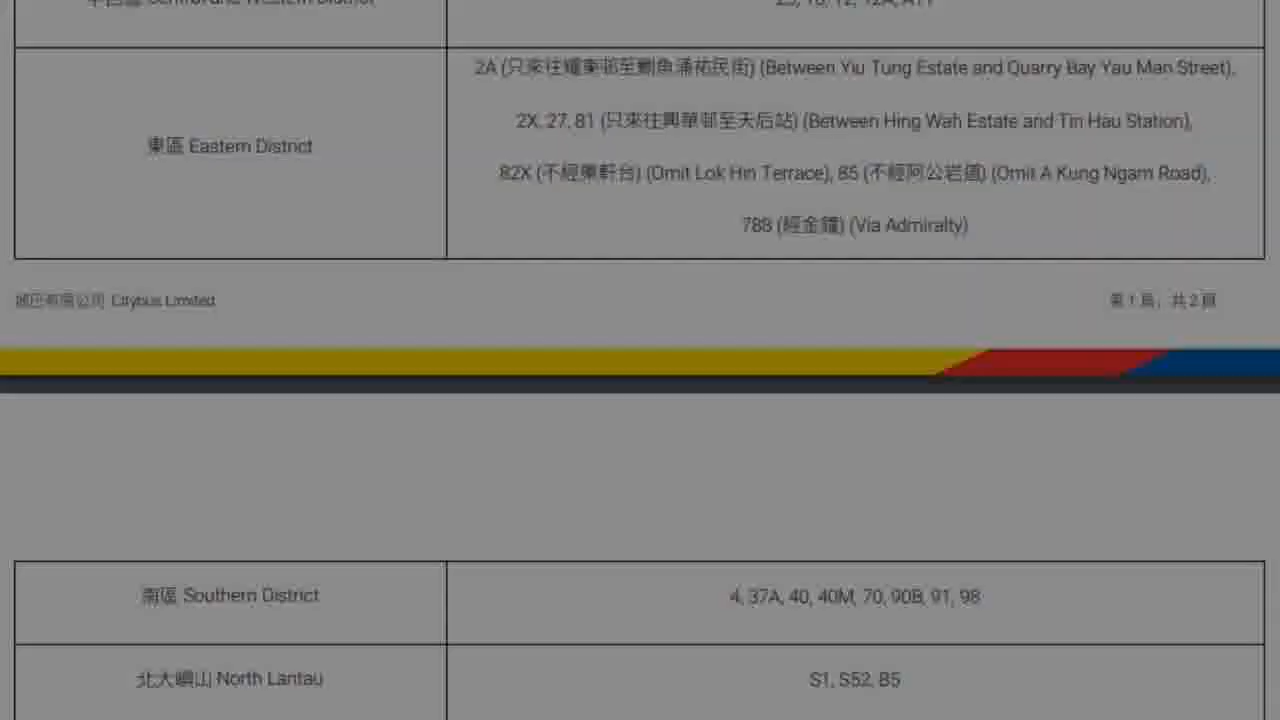 東區 Eastern District
2A (只來往耀東邨至鰂魚涌祐民街) (Between Yiu Tung Estate and Quarry Bay Yau Man Street),
2X, 27, 81 (只來往興華邨至天后站) (Between Hing Wah Estate and Tin Hau Station),
82X (不經樂軒台) (Omit Lok Hin Terrace), 85 (不經阿公岩道) (Omit A Kung Ngam Road),
788 (經金鐘) (Via Admiralty)
城巴有限公司 Citybus Limited
第 1 頁，共 2 頁
南區 Southern District
4, 37A, 40, 40M, 70, 90B, 91, 98
北大嶼山 North Lantau
S1, S52, B5